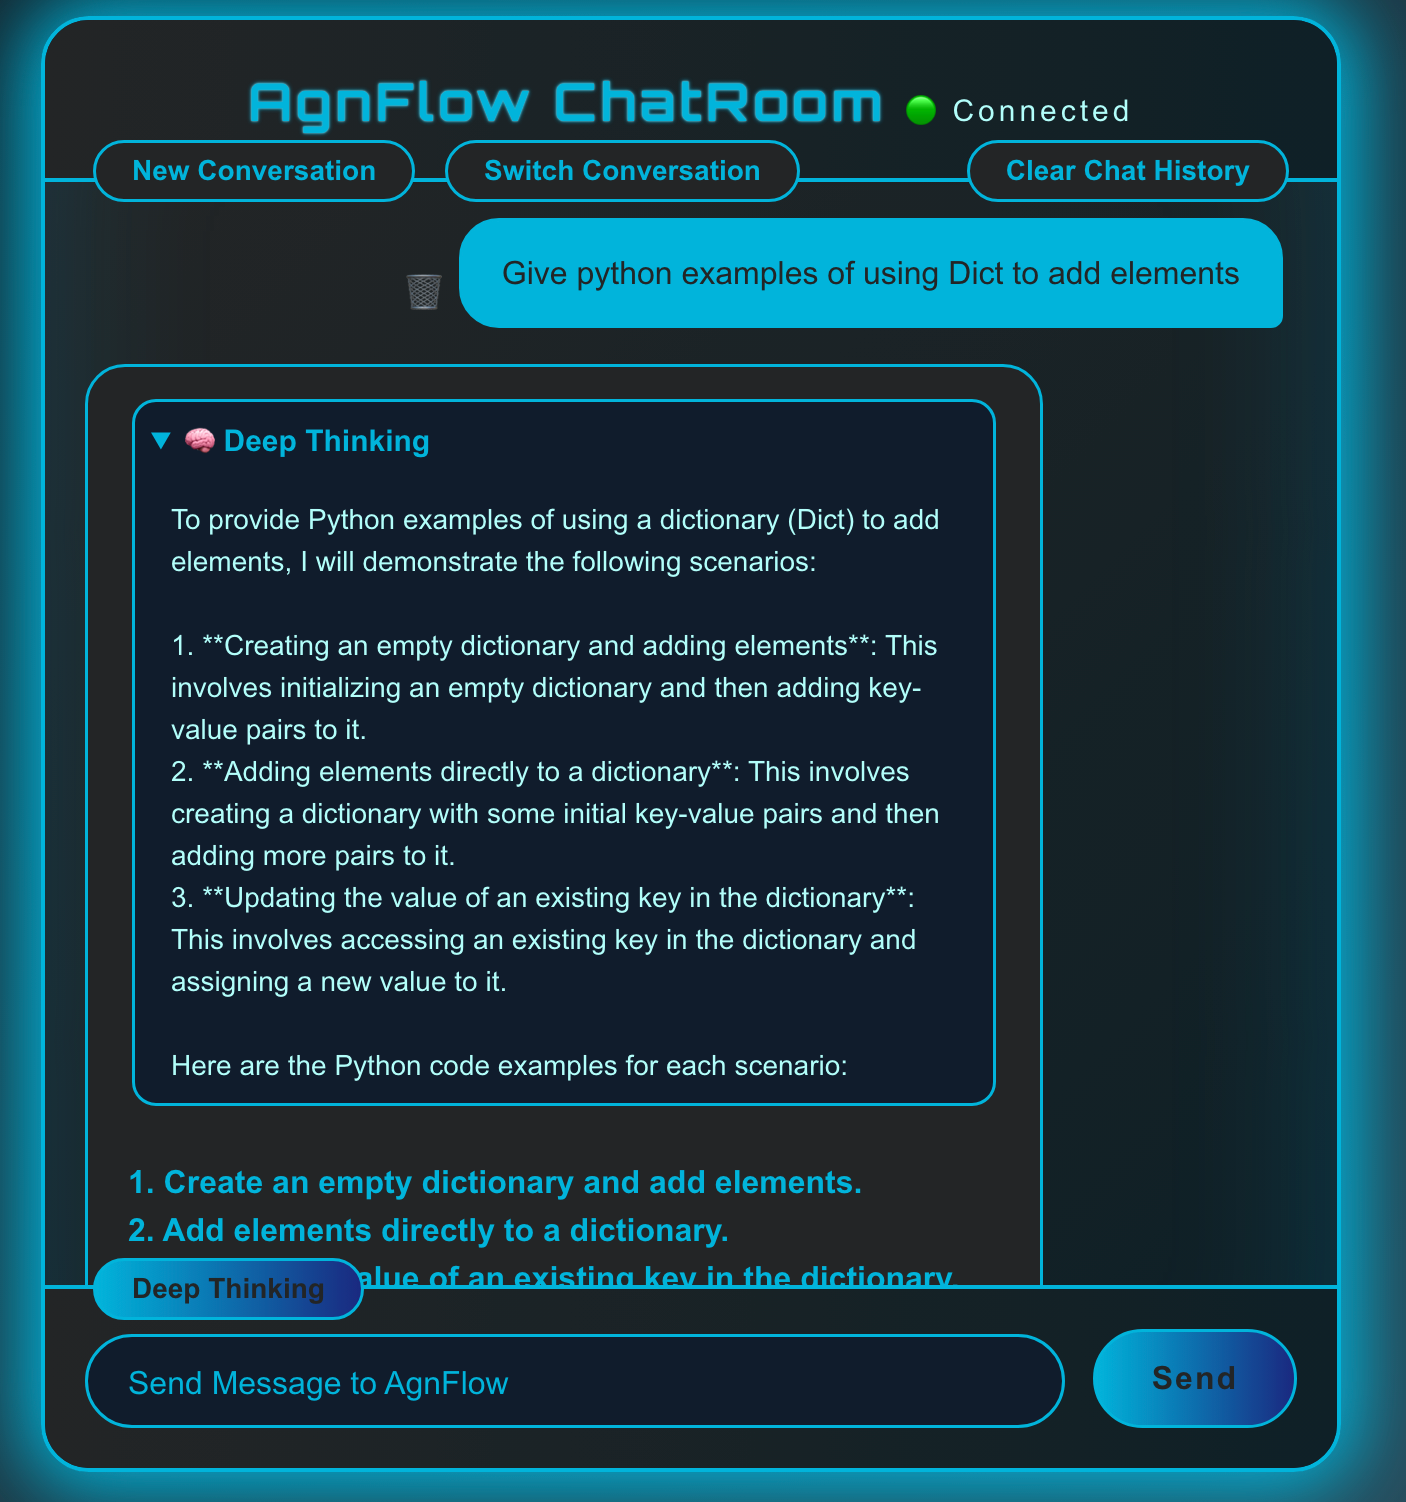 AgnFlow ChatRoom Connected
New Conversation Switch Conversation Clear Chat History
Give python examples of using Dict to add elements
Deep Thinking
To provide Python examples of using a dictionary (Dict) to add
elements, I will demonstrate the following scenarios:
1. **Creating an empty dictionary and adding elements**: This
involves initializing an empty dictionary and then adding key-
value pairs to it.
2. **Adding elements directly to a dictionary**: This involves
creating a dictionary with some initial key-value pairs and then
adding more pairs to it.
3. **Updating the value of an existing key in the dictionary**:
This involves accessing an existing key in the dictionary and
assigning a new value to it.
Here are the Python code examples for each scenario:
1. Create an empty dictionary and add elements.
2. Add elements directly to a dictionary.
alue of an existing key in the dictionary.
Deep Thinking
Send Message to AgnFlow
Send